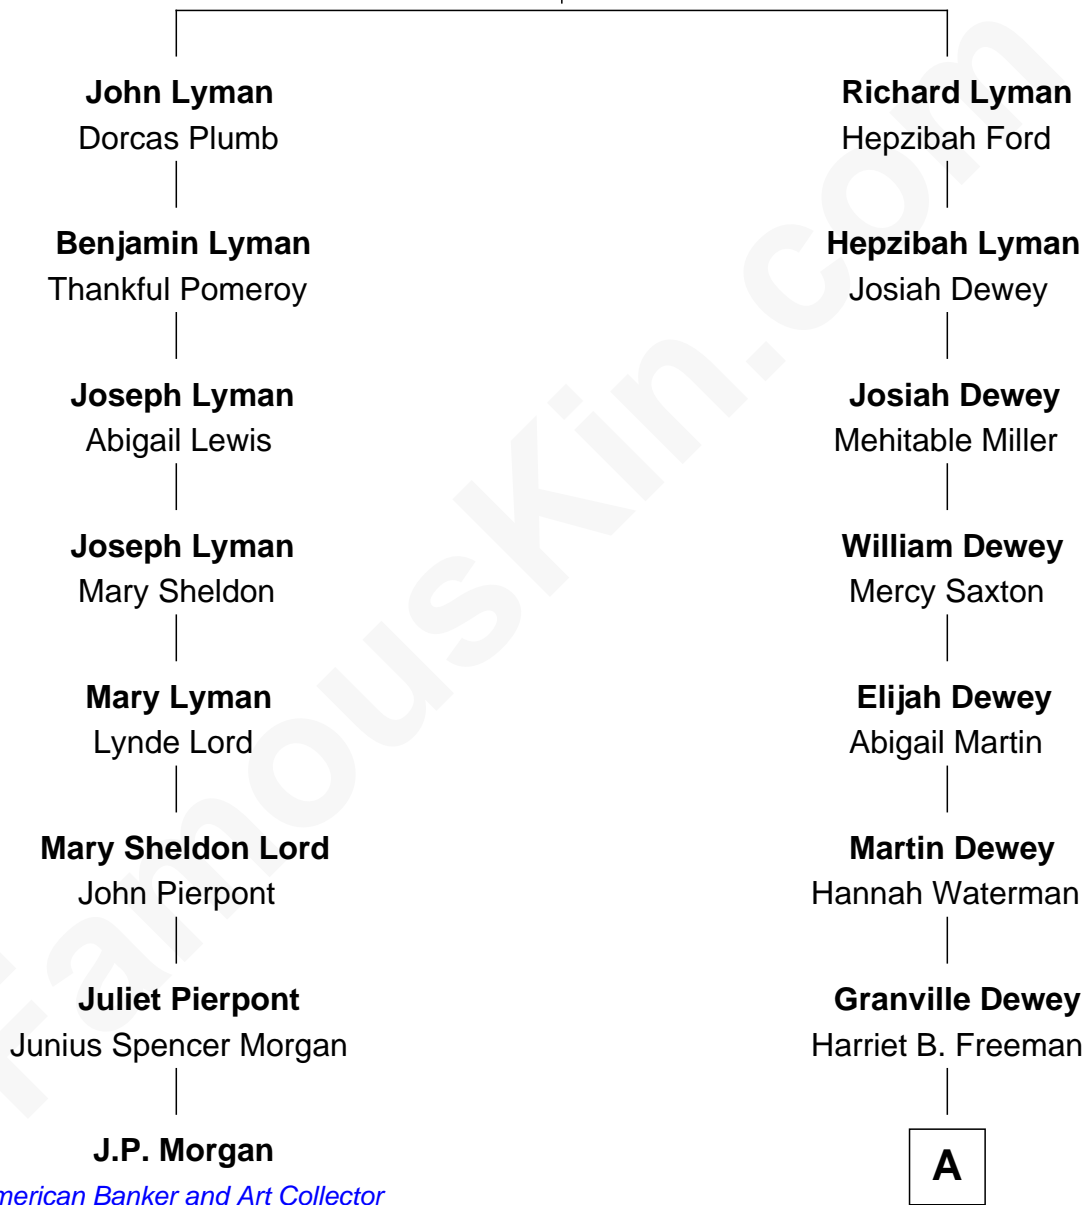 John Lyman
Dorcas Plumb
Benjamin Lyman
Thankful Pomeroy
Joseph Lyman
Abigail Lewis
Joseph Lyman
Mary Sheldon
Mary Lyman
Lynde Lord
Mary Sheldon Lord
John Pierpont
Juliet Pierpont
Junius Spencer Morgan
J.P. Morgan
merican Banker and Art Collector
Richard Lyman
Hepzibah Ford
Hepzibah Lyman
Josiah Dewey
Josiah Dewey
Mehitable Miller
William Dewey
Mercy Saxton
Elijah Dewey
Abigail Martin
Martin Dewey
Hannah Waterman
Granville Dewey
Harriet B. Freeman
A
FamousKin.com